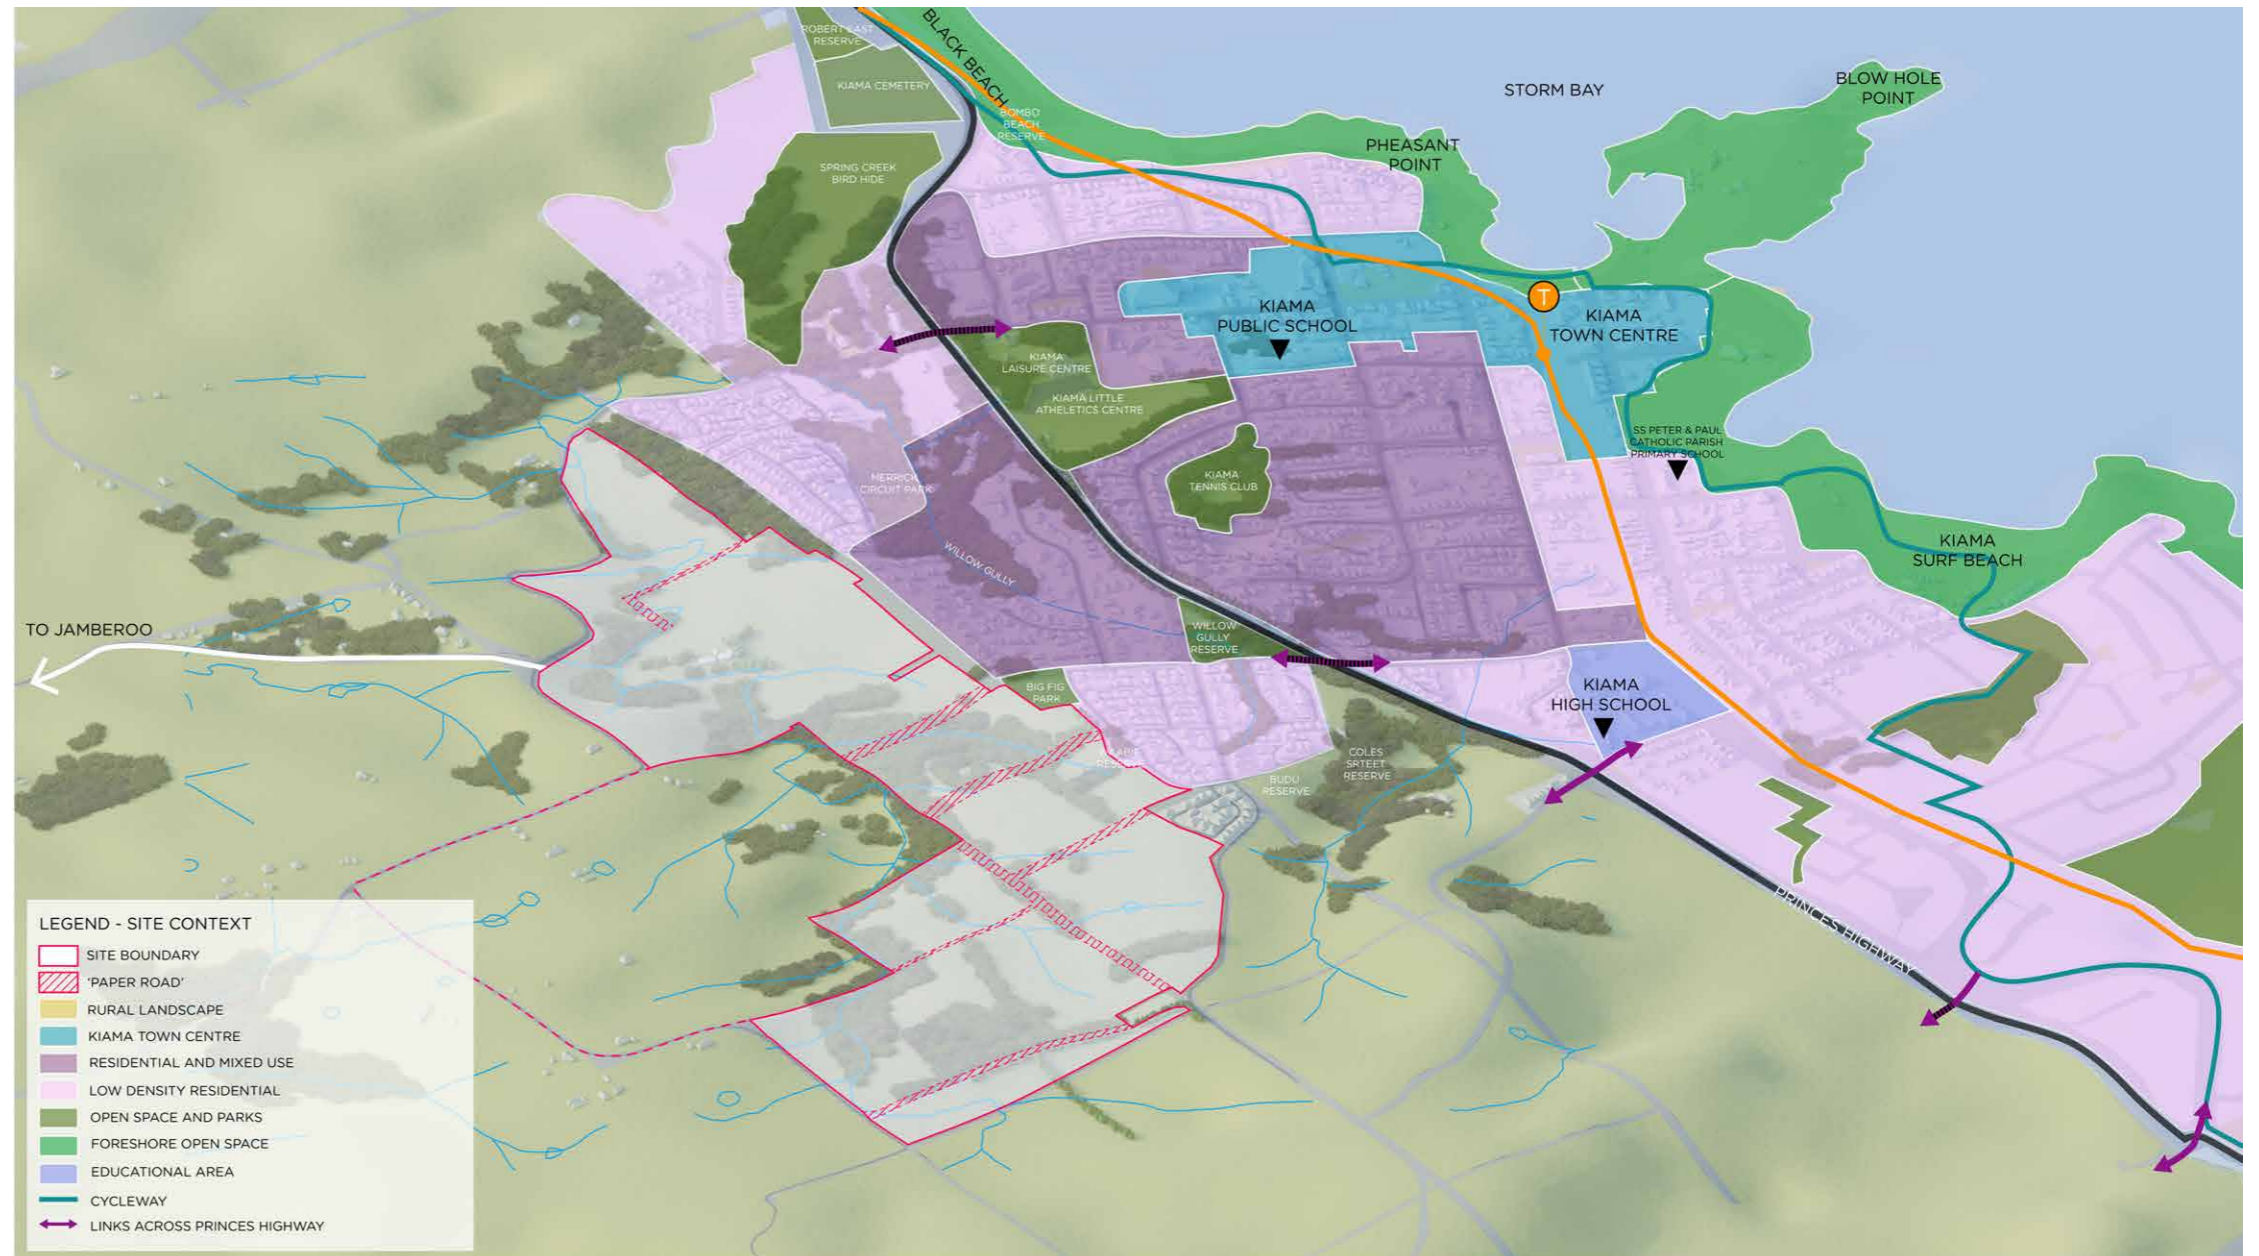 ROBERT EAST
RESERVE
KIAMA CEMETERY
BLACK BEACH
BOMBO
BEACH
RESERVE
SPRING CREEK
BIRD HIDE
STORM BAY
BLOW HOLE
POINT
PHEASANT
POINT
KIAMA
PUBLIC SCHOOL
T
KIAMA
TOWN CENTRE
KIAMA
LAISURE CENTRE
KIAMA LITTLE
ATHELETICS CENTRE
SS PETER & PAUL
CATHOLIC PARISH
PRIMARY SCHOOL
KIAMA
TENNIS CLUB
MERRICK
CIRCUIT PARK
WILLOW GULLY
KIAMA
SURF BEACH
TO JAMBEROO
WILLOW
GULLY
RESERVE
BIG FIG
PARK
KIAMA
HIGH SCHOOL
RESERVE
COLES
SRTEET
RESERVE
BUDU
RESERVE
PRINCES HIGHWAY
LEGEND - SITE CONTEXT
SITE BOUNDARY
'PAPER ROAD'
RURAL LANDSCAPE
KIAMA TOWN CENTRE
RESIDENTIAL AND MIXED USE
LOW DENSITY RESIDENTIAL
OPEN SPACE AND PARKS
FORESHORE OPEN SPACE
EDUCATIONAL AREA
CYCLEWAY
LINKS ACROSS PRINCES HIGHWAY